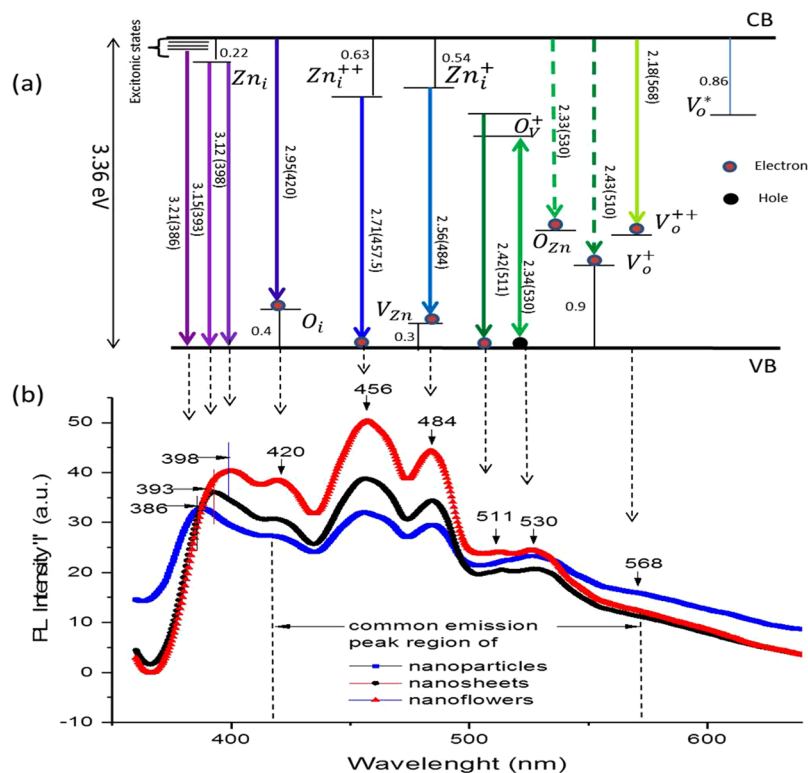 CB
Excitonic states
0.22
Zn_i
0.63
Zn_i^{++}
0.54
Zn_i^+
(a)
3.36 eV
3.21(386)
3.15(393)
3.12 (398)
2.95(420)
2.71(457.5)
2.56(484)
O_V^+
2.42(511)
2.34(530)
2.33(530)
2.43(510)
2.18(568)
0.86
V_o^*
Electron
Hole
O_{Zn}
V_o^{++}
V_o^+
O_i
V_{Zn}
0.4
0.3
0.9
VB
(b)
PL Intensity"I" (a.u.)
50
40
30
20
10
0
-10
398
393
386
420
456
484
511
530
568
common emission
peak region of
nanoparticles
nanosheets
nanoflowers
400
500
600
Wavelenght (nm)